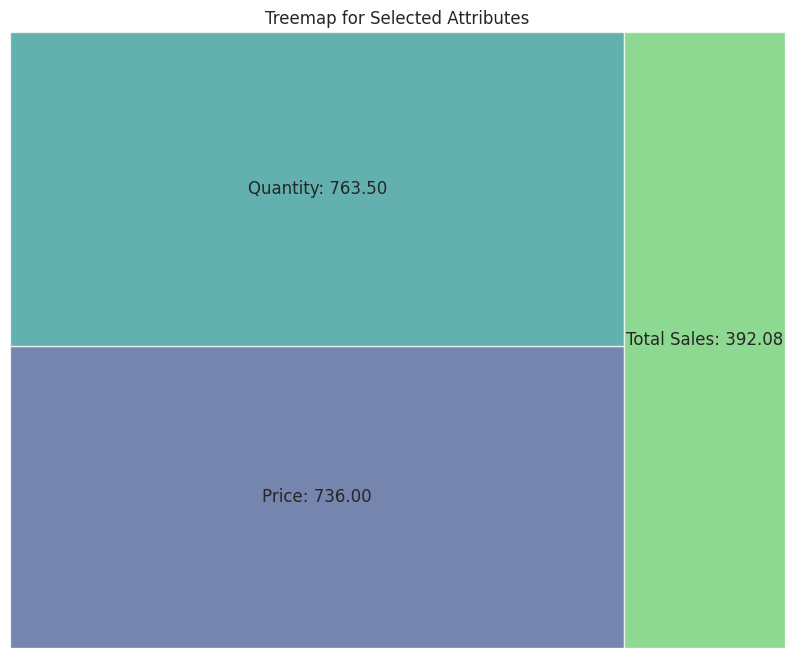 Treemap for Selected Attributes
Quantity: 763.50
Total Sales: 392.08
Price: 736.00